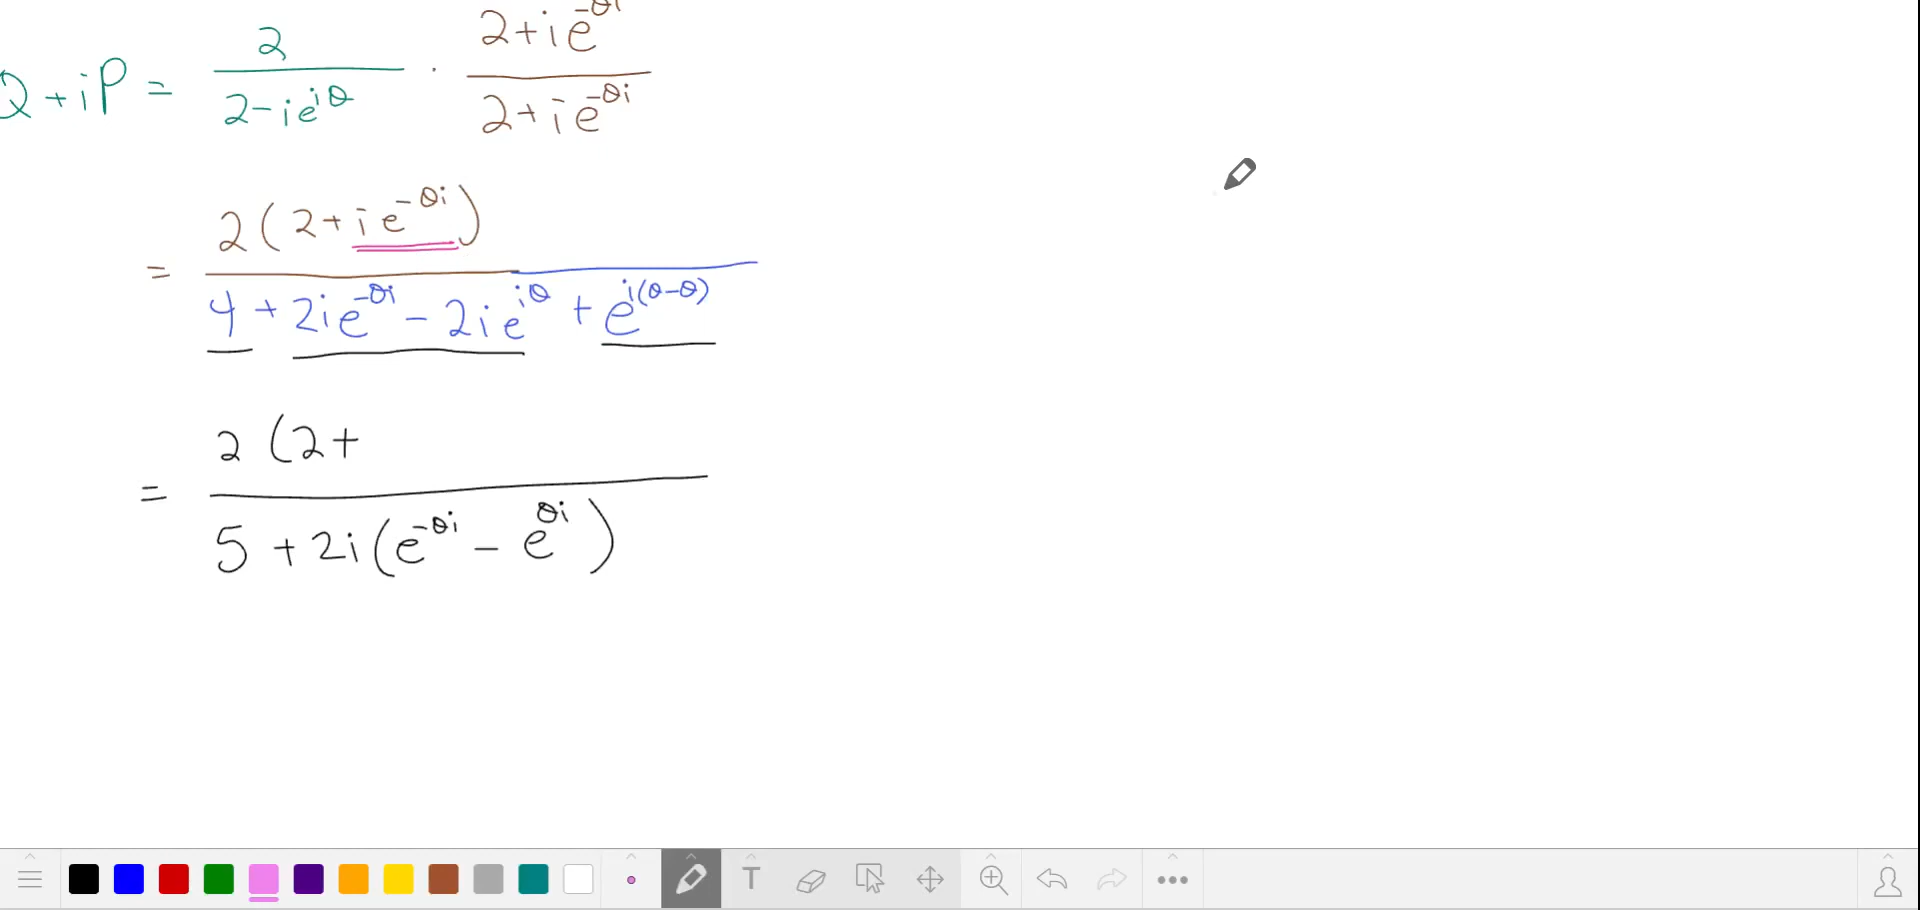 Q + iP = 2 / (2 - ie^{iθ}) · (2 + ie^{-θi}) / (2 + ie^{-θi})
= 2(2 + ie^{-θi}) / (4 + 2ie^{-θi} - 2ie^{iθ} + e^{i(θ-θ)})
= 2(2 + / (5 + 2i(e^{-θi} - e^{θi}))
T